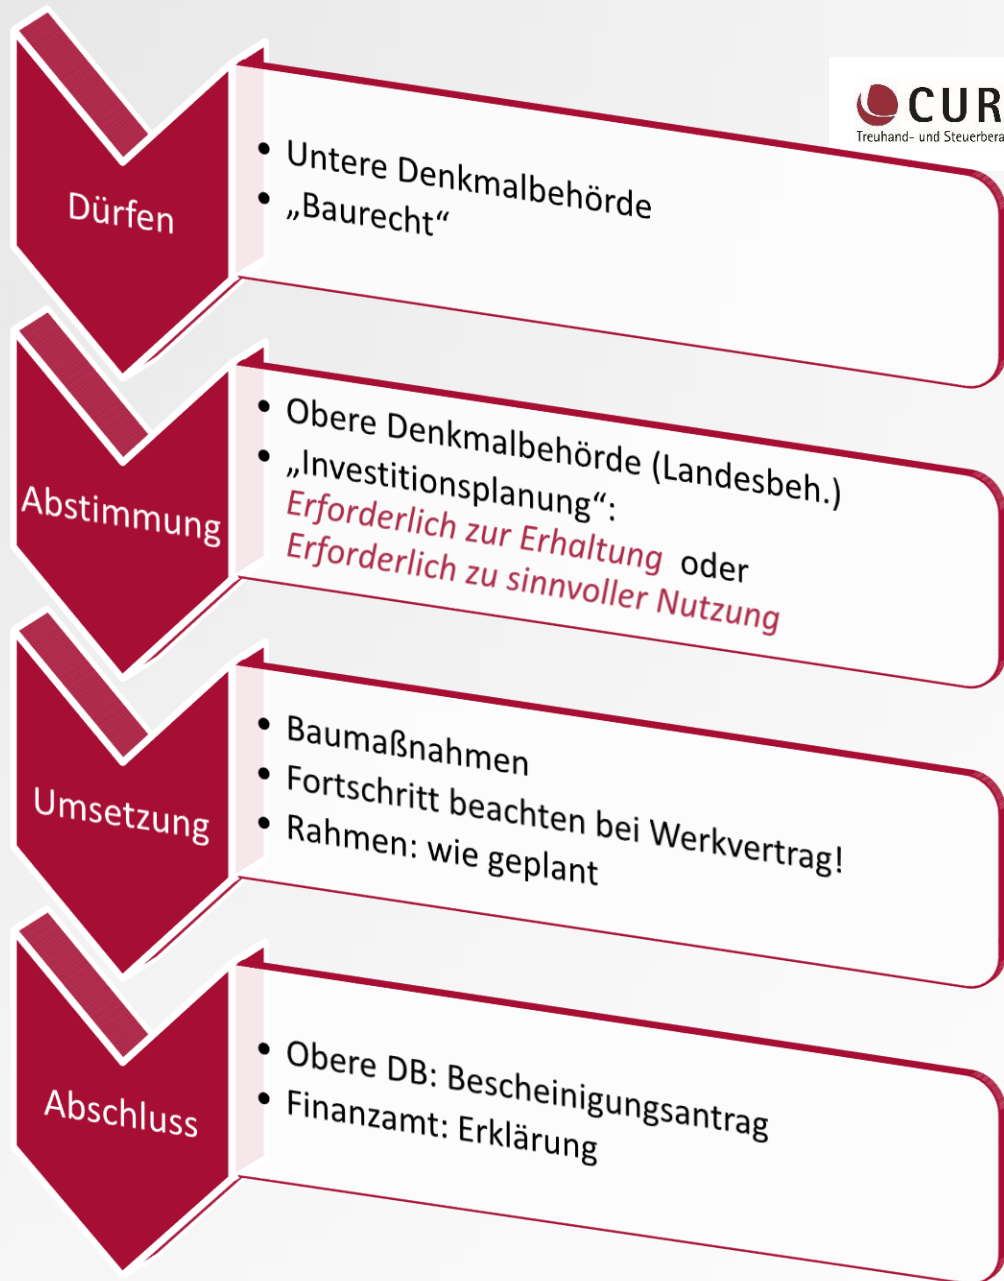 CUR
Treuhand- und Steuerbera
Dürfen
• Untere Denkmalbehörde
• „Baurecht“
Abstimmung
• Obere Denkmalbehörde (Landesbeh.)
• „Investitionsplanung“:
Erforderlich zur Erhaltung oder
Erforderlich zu sinnvoller Nutzung
Umsetzung
• Baumaßnahmen
• Fortschritt beachten bei Werkvertrag!
• Rahmen: wie geplant
Abschluss
• Obere DB: Bescheinigungsantrag
• Finanzamt: Erklärung